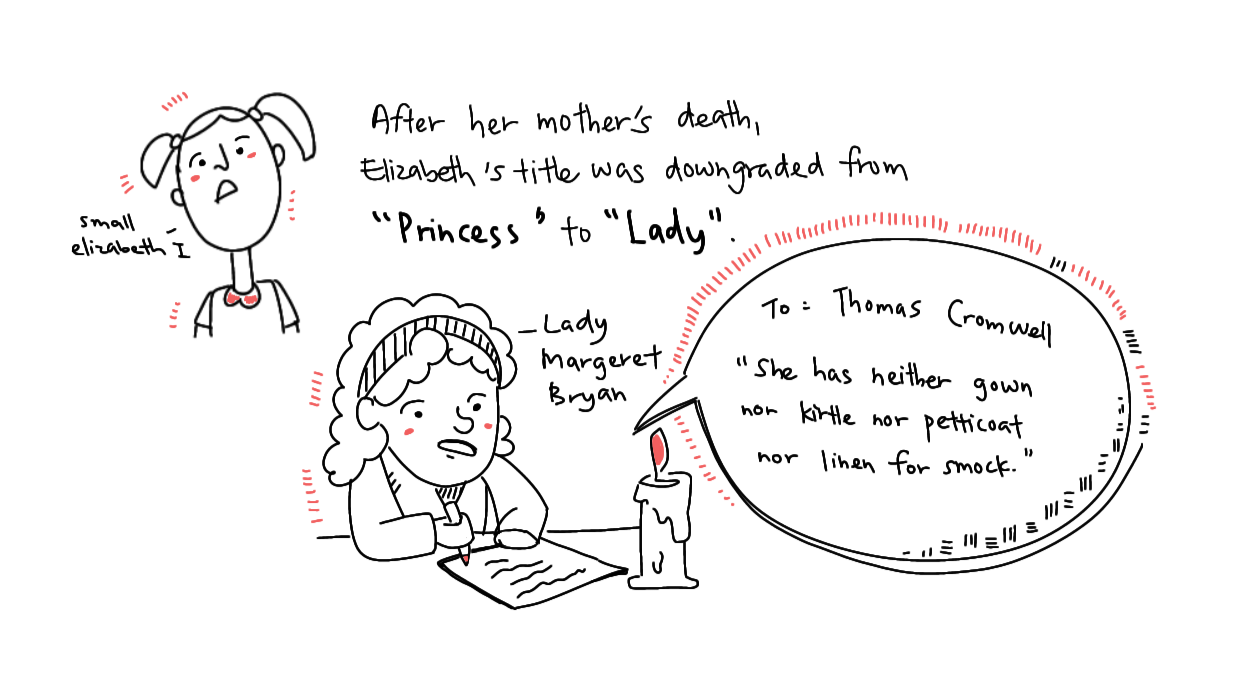 After her mother's death,
Elizabeth's title was downgraded from
"Princess" to "Lady".
small
elizabeth I
Lady
Margeret
Bryan
To: Thomas Cromwell
"She has neither gown
nor kirtle nor petticoat
nor linen for smock."